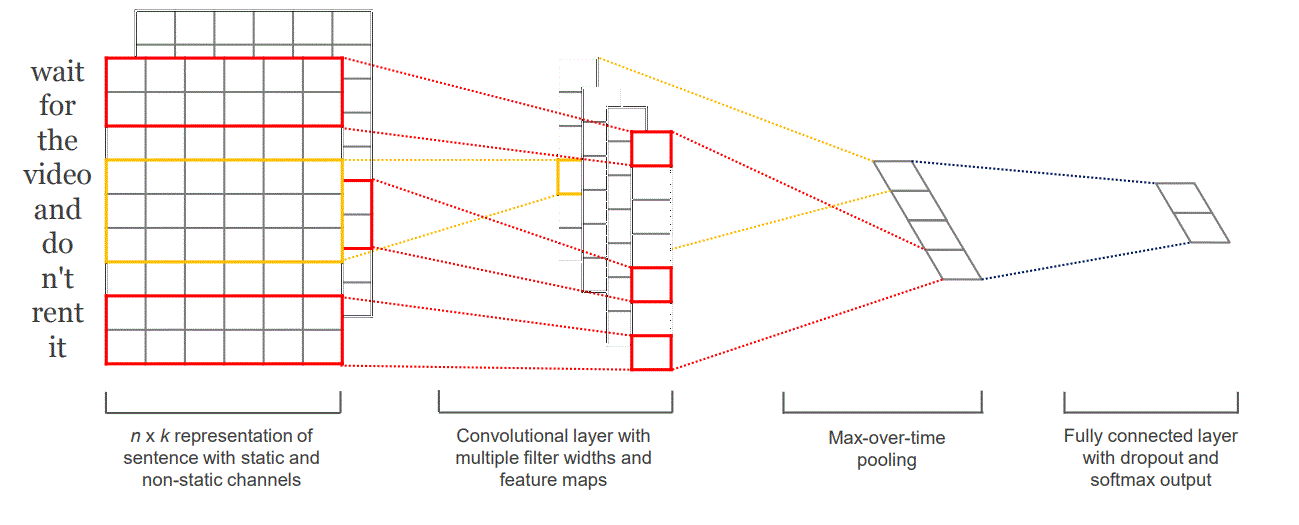 wait
for
the
video
and
do
n't
rent
it
n x k representation of
sentence with static and
non-static channels
Convolutional layer with
multiple filter widths and
feature maps
Max-over-time
pooling
Fully connected layer
with dropout and
softmax output